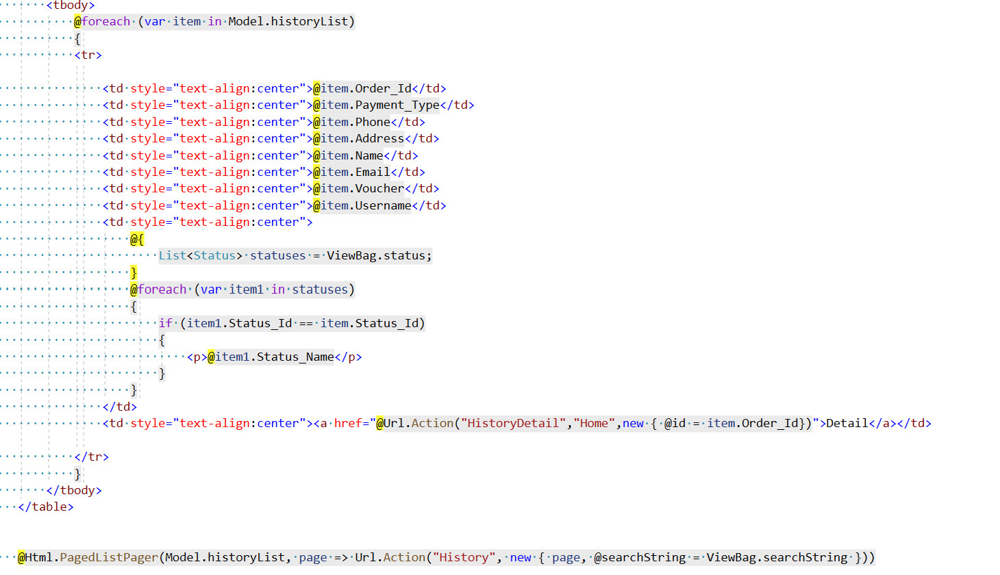 <tbody>
@foreach (var item in Model.historyList)
{
<tr>
<td style="text-align:center">@item.Order_Id</td>
<td style="text-align:center">@item.Payment_Type</td>
<td style="text-align:center">@item.Phone</td>
<td style="text-align:center">@item.Address</td>
<td style="text-align:center">@item.Name</td>
<td style="text-align:center">@item.Email</td>
<td style="text-align:center">@item.Voucher</td>
<td style="text-align:center">@item.Username</td>
<td style="text-align:center">
@{
List<Status> statuses = ViewBag.status;
}
@foreach (var item1 in statuses)
{
if (item1.Status_Id == item.Status_Id)
{
<p>@item1.Status_Name</p>
}
}
</td>
<td style="text-align:center"><a href="@Url.Action("HistoryDetail","Home",new { @id = item.Order_Id})">Detail</a></td>
</tr>
}
</tbody>
</table>
@Html.PagedListPager(Model.historyList, page => Url.Action("History", new { page, @searchString = ViewBag.searchString }))